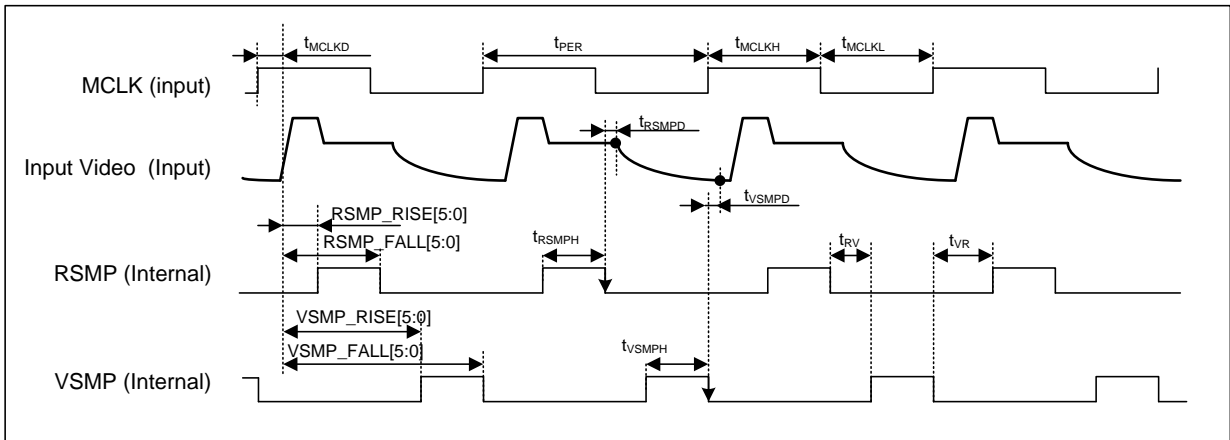 tMCLKD
tPER
tMCLKH
tMCLKL
MCLK (input)
tRSMPD
Input Video (Input)
tVSMPD
RSMP_RISE[5:0]
RSMP_FALL[5:0]
tRSMPH
tRV
tVR
RSMP (Internal)
VSMP_RISE[5:0]
VSMP_FALL[5:0]
tVSMPH
VSMP (Internal)